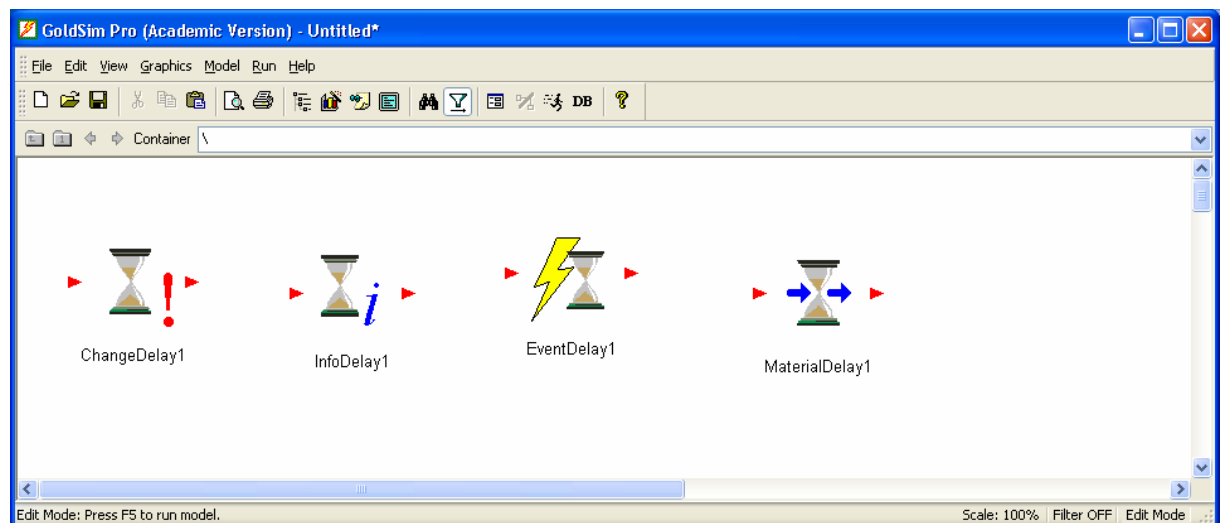 GoldSim Pro (Academic Version) - Untitled*
File Edit View Graphics Model Run Help
DB
Container \
ChangeDelay1
InfoDelay1
EventDelay1
MaterialDelay1
Edit Mode: Press F5 to run model. Scale: 100% Filter OFF Edit Mode